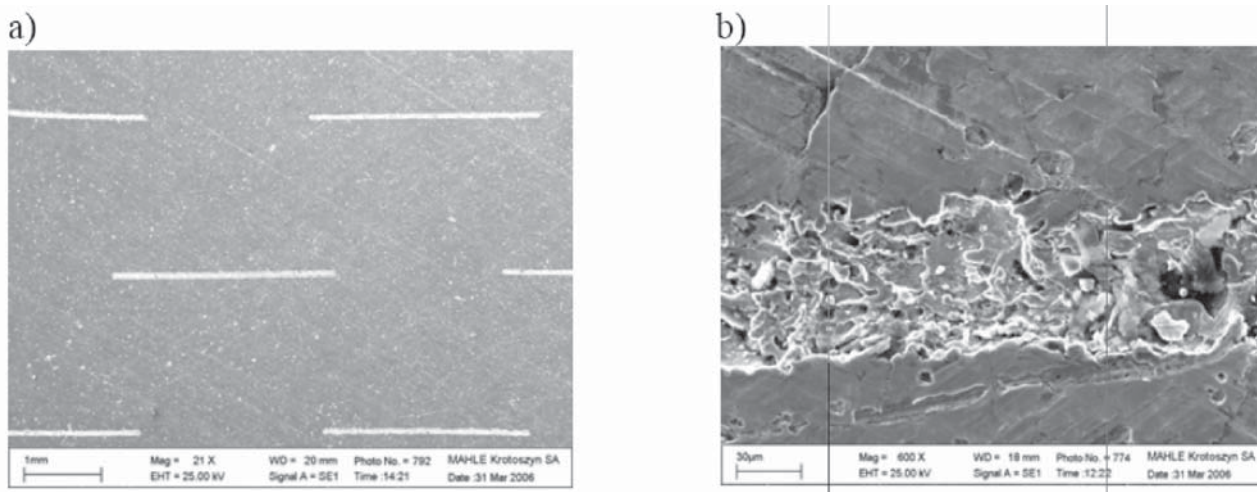 a)
1mm
Mag = 21 X
WD = 20 mm
Photo No. = 792
MAHLE Krotoszyn SA
EHT = 25.00 kV
Signal A = SE1
Time :14:21
Date :31 Mar 2006
b)
30µm
Mag = 600 X
WD = 18 mm
Photo No. = 774
MAHLE Krotoszyn SA
EHT = 25.00 kV
Signal A = SE1
Time :12:22
Date :31 Mar 2006